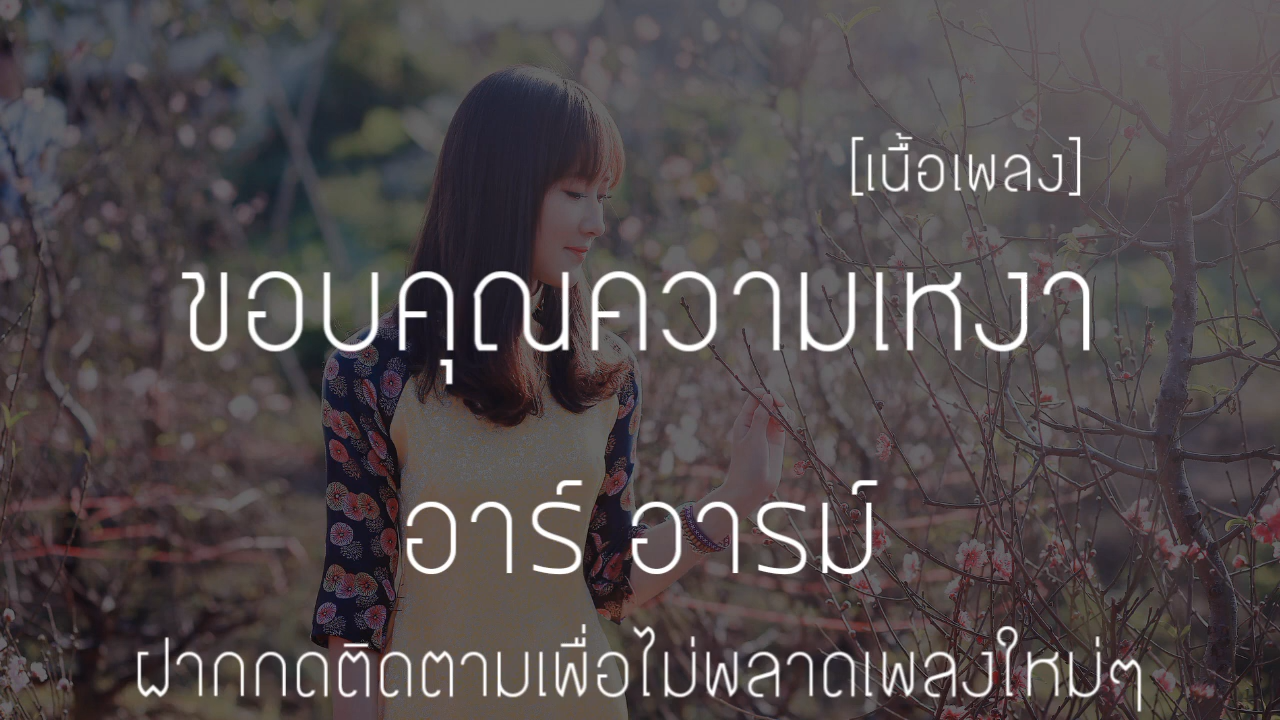 [เนื้อเพลง]
ขอบคุณความเหงา
อาร์ อารม์
ฝากกดติดตามเพื่อไม่พลาดเพลงใหม่ๆ